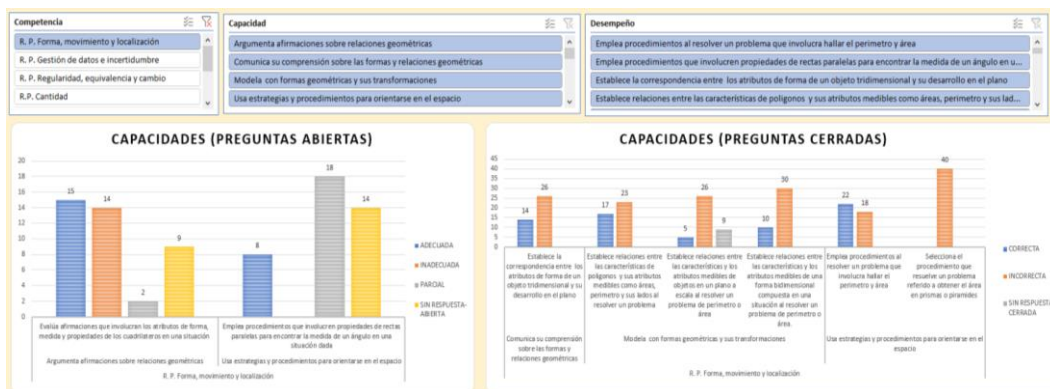 Competencia
R. P. Forma, movimiento y localización
R. P. Gestión de datos e incertidumbre
R. P. Regularidad, equivalencia y cambio
R.P. Cantidad
Capacidad
Argumenta afirmaciones sobre relaciones geométricas
Comunica su comprensión sobre las formas y relaciones geométricas
Modela con formas geométricas y sus transformaciones
Usa estrategias y procedimientos para orientarse en el espacio
Desempeño
Emplea procedimientos al resolver un problema que involucra hallar el perimetro y área
Emplea procedimientos que involucren propiedades de rectas paralelas para encontrar la medida de un ángulo en u...
Establece la correspondencia entre los atributos de forma de un objeto tridimensional y su desarrollo en el plano
Establece relaciones entre las características de polígonos y sus atributos medibles como áreas, perimetro y sus lad...
CAPACIDADES (PREGUNTAS ABIERTAS)
20
18
16
14
12
10
8
6
4
2
0
15
14
2
9
8
18
14
ADECUADA
INADECUADA
PARCIAL
SIN RESPUESTA-
ABIERTA
Evalúa afirmaciones que involucran los atributos de forma,
medida y propiedades de los cuadrilateros en una situación
Emplea procedimientos que involucren propiedades de rectas
paralelas para encontrar la medida de un ángulo en una
situación dada
Argumenta afirmaciones sobre relaciones geométricas
Usa estrategias y procedimientos para orientarse en el espacio
R. P. Forma, movimiento y localización
CAPACIDADES (PREGUNTAS CERRADAS)
45
40
35
30
25
20
15
10
5
0
14
26
17
23
5
26
9
10
30
22
18
40
CORRECTA
INCORRECTA
SIN RESPUESTA-
CERRADA
Establece la
correspondencia entre los
atributos de forma de un
objeto tridimensional y su
desarrollo en el plano
Establece relaciones entre
las características de
polígonos y sus atributos
medibles como áreas,
perimetro y sus lados al
resolver un problema
Establece relaciones entre
las características y los
atributos medibles de
objetos en un plano a
escala al resolver un
problema de perimetro o
área
Establece relaciones entre
las características y los
atributos medibles de una
forma bidimensional
compuesta en una
situación al resolver un
problema de perimetro o
área.
Emplea procedimientos al
resolver un problema que
involucra hallar el
perimetro y área
Selecciona el
procedimiento que
resuelve un problema
referido a obtener el área
en prismas o piramides
Comunica su comprensión
sobre las formas y
relaciones geométricas
Modela con formas geométricas y sus transformaciones
Usa estrategias y procedimientos para orientarse en el
espacio
R. P. Forma, movimiento y localización